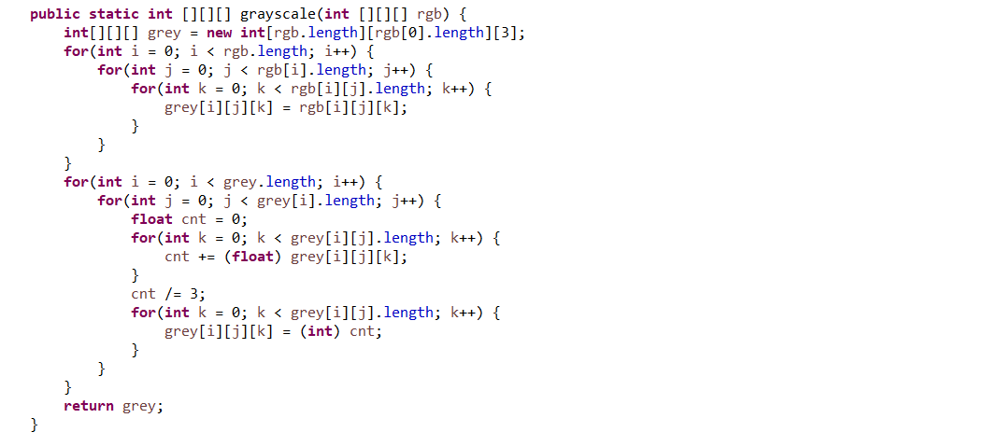 public static int [][][] grayscale(int [][][] rgb) {
    int[][][] grey = new int[rgb.length][rgb[0].length][3];
    for(int i = 0; i < rgb.length; i++) {
        for(int j = 0; j < rgb[i].length; j++) {
            for(int k = 0; k < rgb[i][j].length; k++) {
                grey[i][j][k] = rgb[i][j][k];
            }
        }
    }
    for(int i = 0; i < grey.length; i++) {
        for(int j = 0; j < grey[i].length; j++) {
            float cnt = 0;
            for(int k = 0; k < grey[i][j].length; k++) {
                cnt += (float) grey[i][j][k];
            }
            cnt /= 3;
            for(int k = 0; k < grey[i][j].length; k++) {
                grey[i][j][k] = (int) cnt;
            }
        }
    }
    return grey;
}